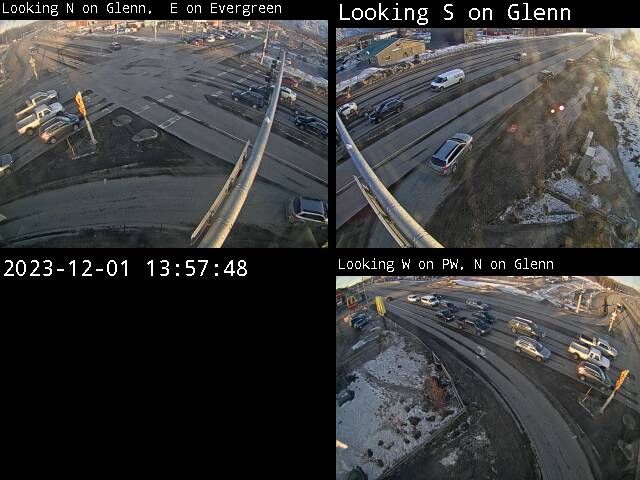 Looking N on Glenn,  E on Evergreen
Looking S on Glenn
2023-12-01 13:57:48
Looking W on PW, N on Glenn